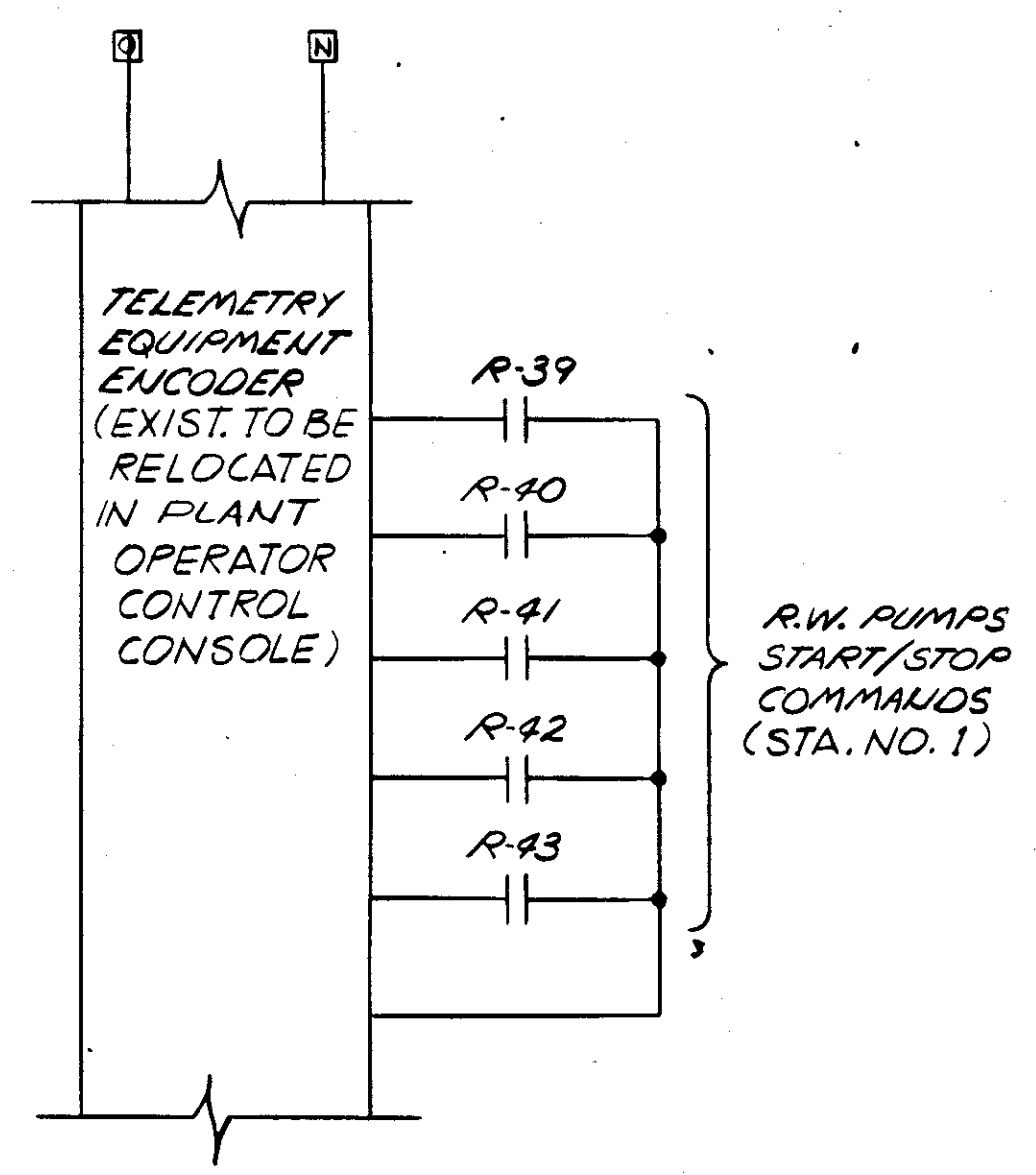 N
TELEMETRY
EQUIPMENT
ENCODER
(EXIST. TO BE
RELOCATED
IN PLANT
OPERATOR
CONTROL
CONSOLE)
R-39
R-40
R-41
R-42
R-43
R.W. PUMPS
START/STOP
COMMANDS
(STA. NO. 1)